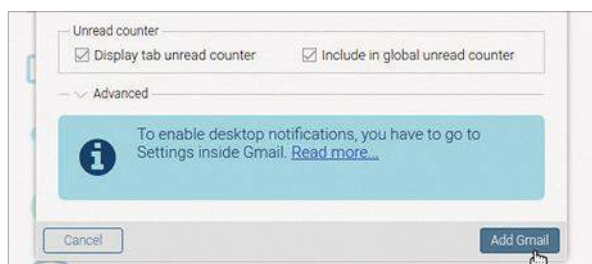 Unread counter
Display tab unread counter Include in global unread counter
Advanced
To enable desktop notifications, you have to go to
Settings inside Gmail. Read more...
Cancel Add Gmail